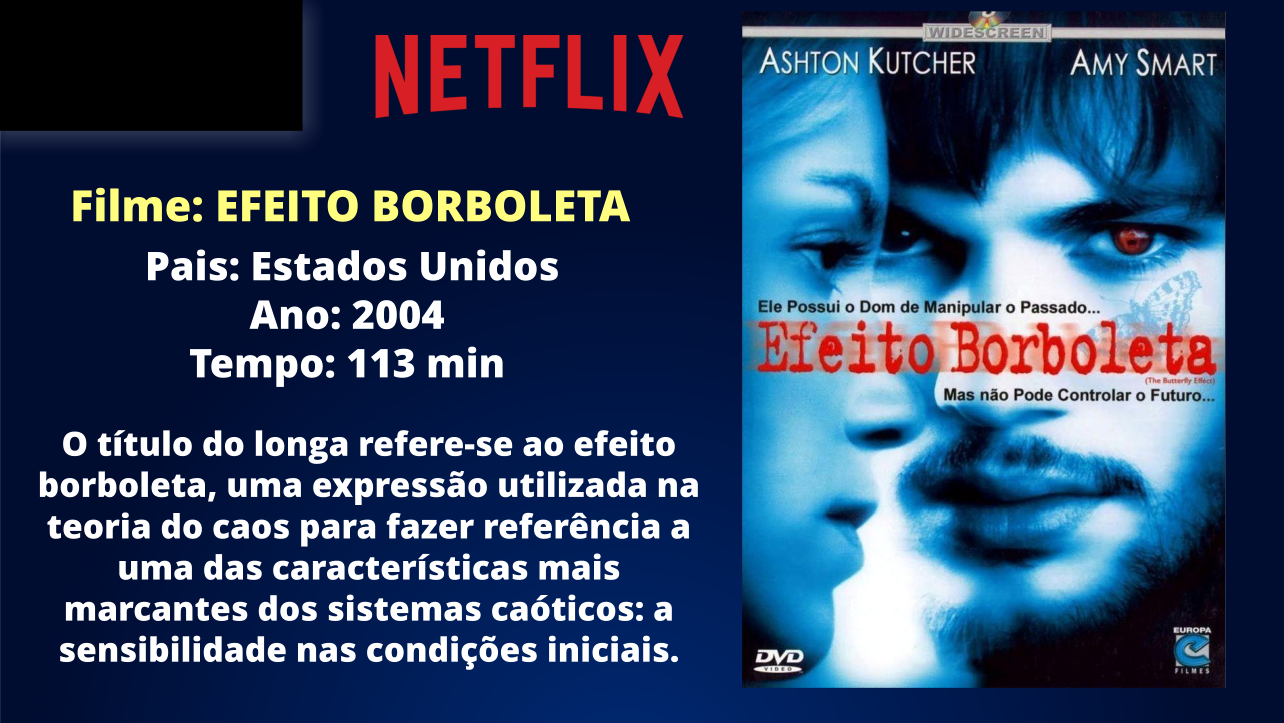 NETFLIX
Filme: EFEITO BORBOLETA
Pais: Estados Unidos
Ano: 2004
Tempo: 113 min
O título do longa refere-se ao efeito
borboleta, uma expressão utilizada na
teoria do caos para fazer referência a
uma das características mais
marcantes dos sistemas caóticos: a
sensibilidade nas condições iniciais.
WIDESCREEN
ASHTON KUTCHER AMY SMART
Ele Possui o Dom de Manipular o Passado...
Efeito Borboleta
(The Butterfly Effect)
Mas não Pode Controlar o Futuro...
DVD
VIDEO
EUROPA
FILMES